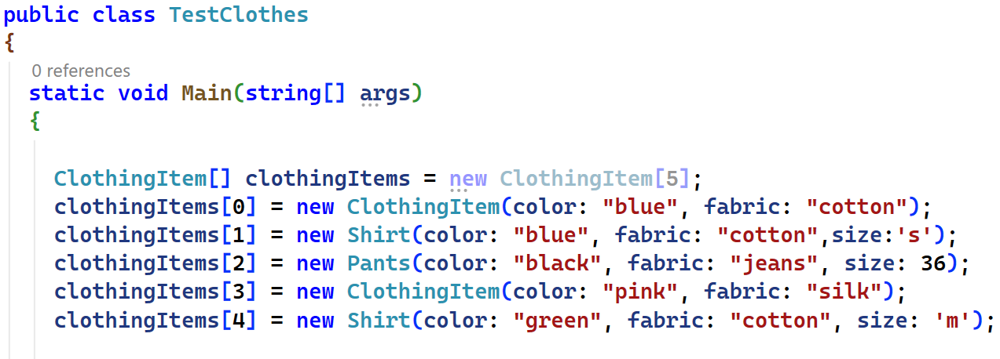 public class TestClothes
{
0 references
static void Main(string[] args)
{
ClothingItem[] clothingItems = new ClothingItem[5];
clothingItems[0] = new ClothingItem(color: "blue", fabric: "cotton");
clothingItems[1] = new Shirt(color: "blue", fabric: "cotton",size:'s');
clothingItems[2] = new Pants(color: "black", fabric: "jeans", size: 36);
clothingItems[3] = new ClothingItem(color: "pink", fabric: "silk");
clothingItems[4] = new Shirt(color: "green", fabric: "cotton", size: 'm');